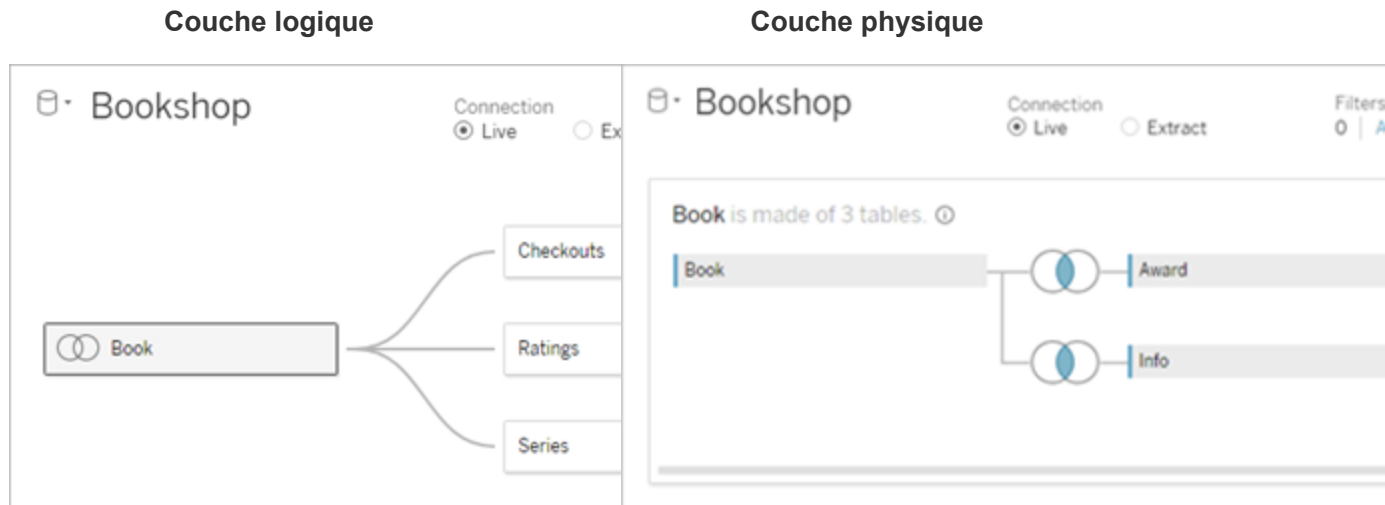 Couche logique
Couche physique
Bookshop
Connection
Live
Ex
Checkouts
Book
Ratings
Series
Bookshop
Connection
Live
Extract
Filters
0 | A
Book is made of 3 tables.
Book
Award
Info